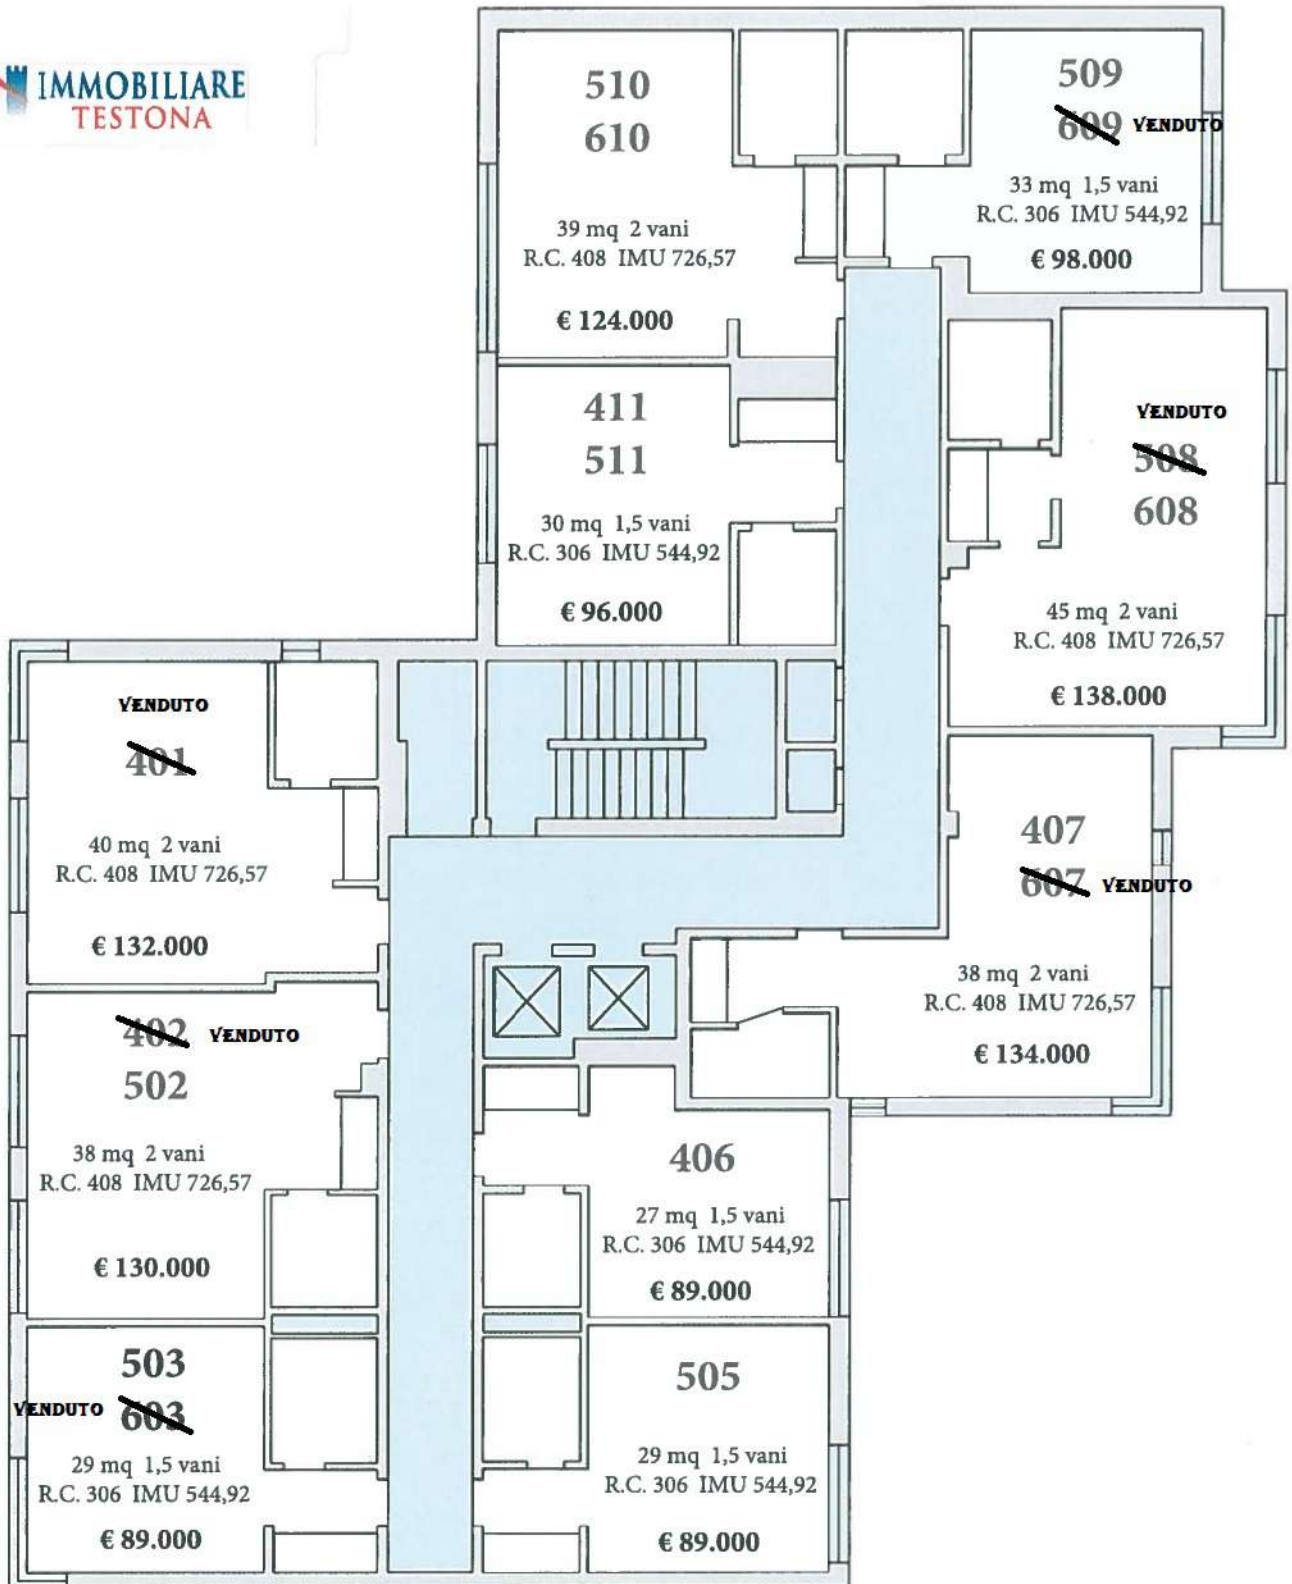 IMMOBILIARE
TESTONA
510
610
39 mq 2 vani
R.C. 408 IMU 726,57
€ 124.000
509
609 VENDUTO
33 mq 1,5 vani
R.C. 306 IMU 544,92
€ 98.000
411
511
30 mq 1,5 vani
R.C. 306 IMU 544,92
€ 96.000
VENDUTO
508
608
45 mq 2 vani
R.C. 408 IMU 726,57
€ 138.000
VENDUTO
401
40 mq 2 vani
R.C. 408 IMU 726,57
€ 132.000
407
607 VENDUTO
38 mq 2 vani
R.C. 408 IMU 726,57
€ 134.000
402 VENDUTO
502
38 mq 2 vani
R.C. 408 IMU 726,57
€ 130.000
406
27 mq 1,5 vani
R.C. 306 IMU 544,92
€ 89.000
503
VENDUTO 603
29 mq 1,5 vani
R.C. 306 IMU 544,92
€ 89.000
505
29 mq 1,5 vani
R.C. 306 IMU 544,92
€ 89.000